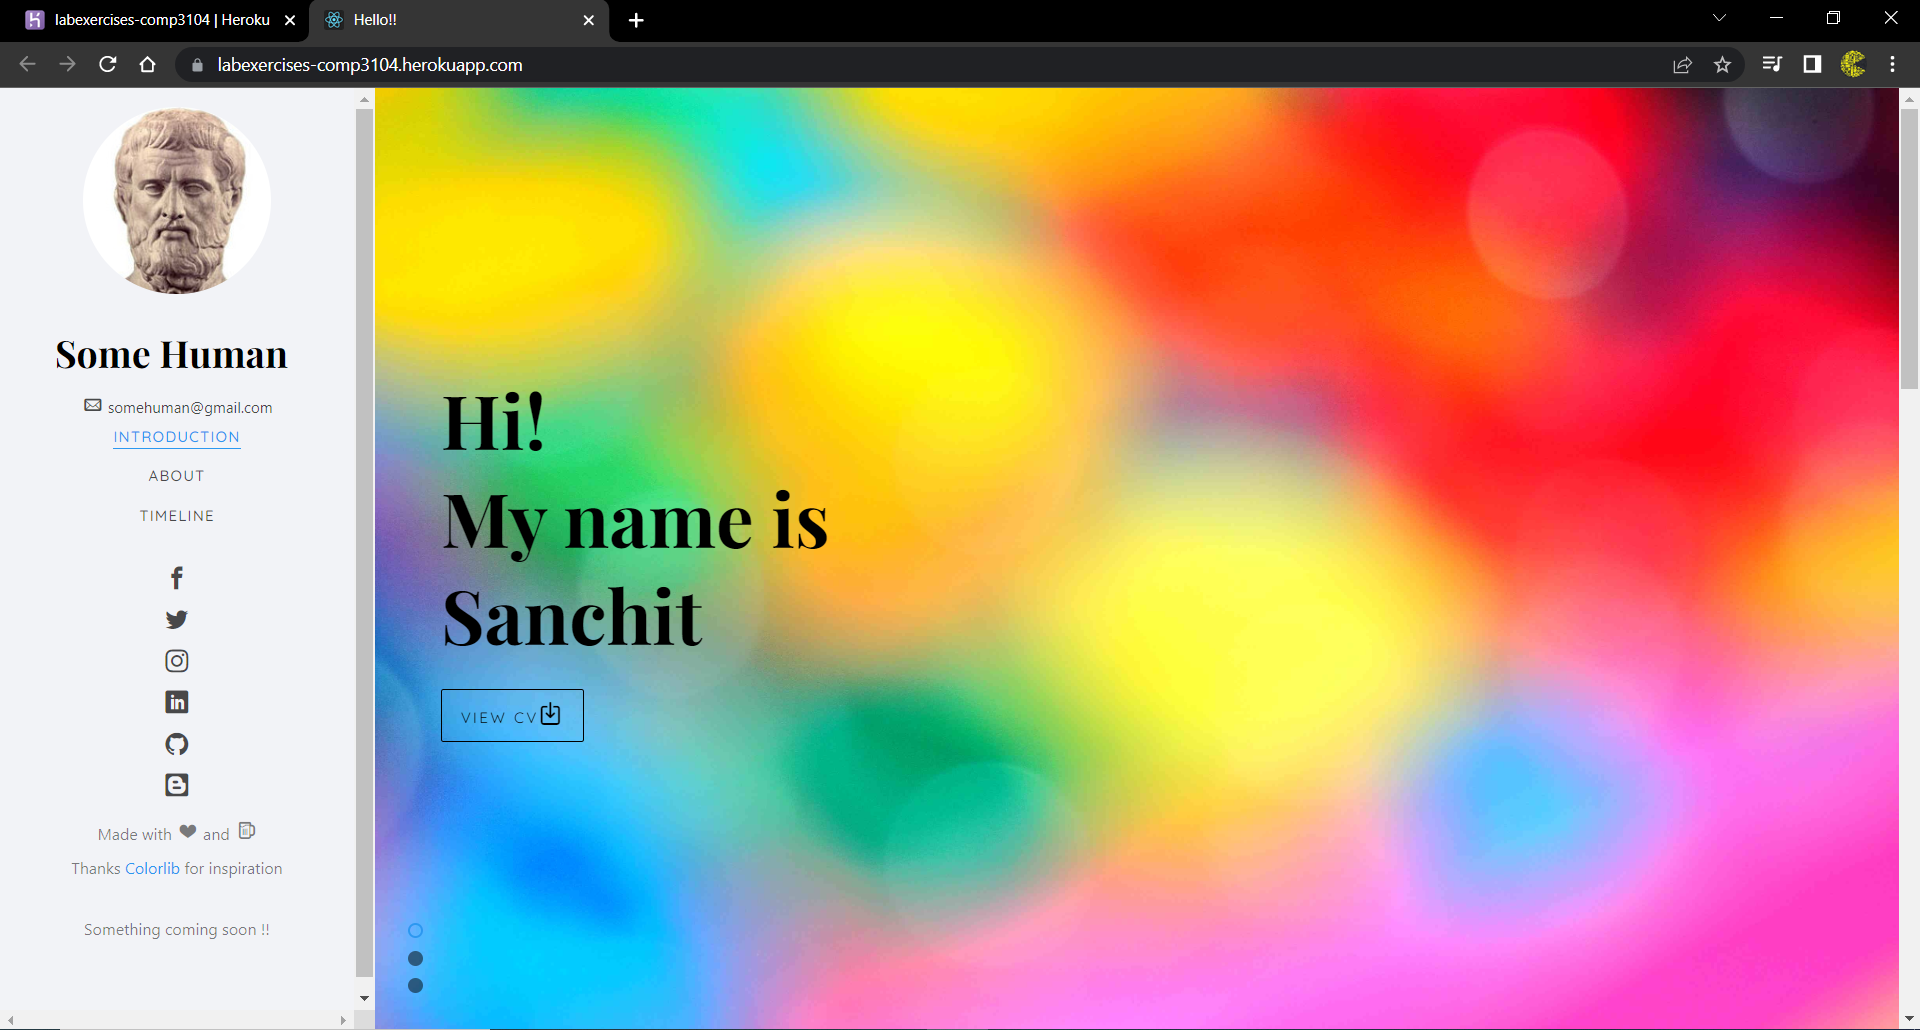 labexercises-comp3104 | Heroku
Hello!!
labexercises-comp3104.herokuapp.com
Some Human
somehuman@gmail.com
INTRODUCTION
ABOUT
TIMELINE
Made with and
Thanks Colorlib for inspiration
Something coming soon !!
Hi!
My name is
Sanchit
VIEW CV